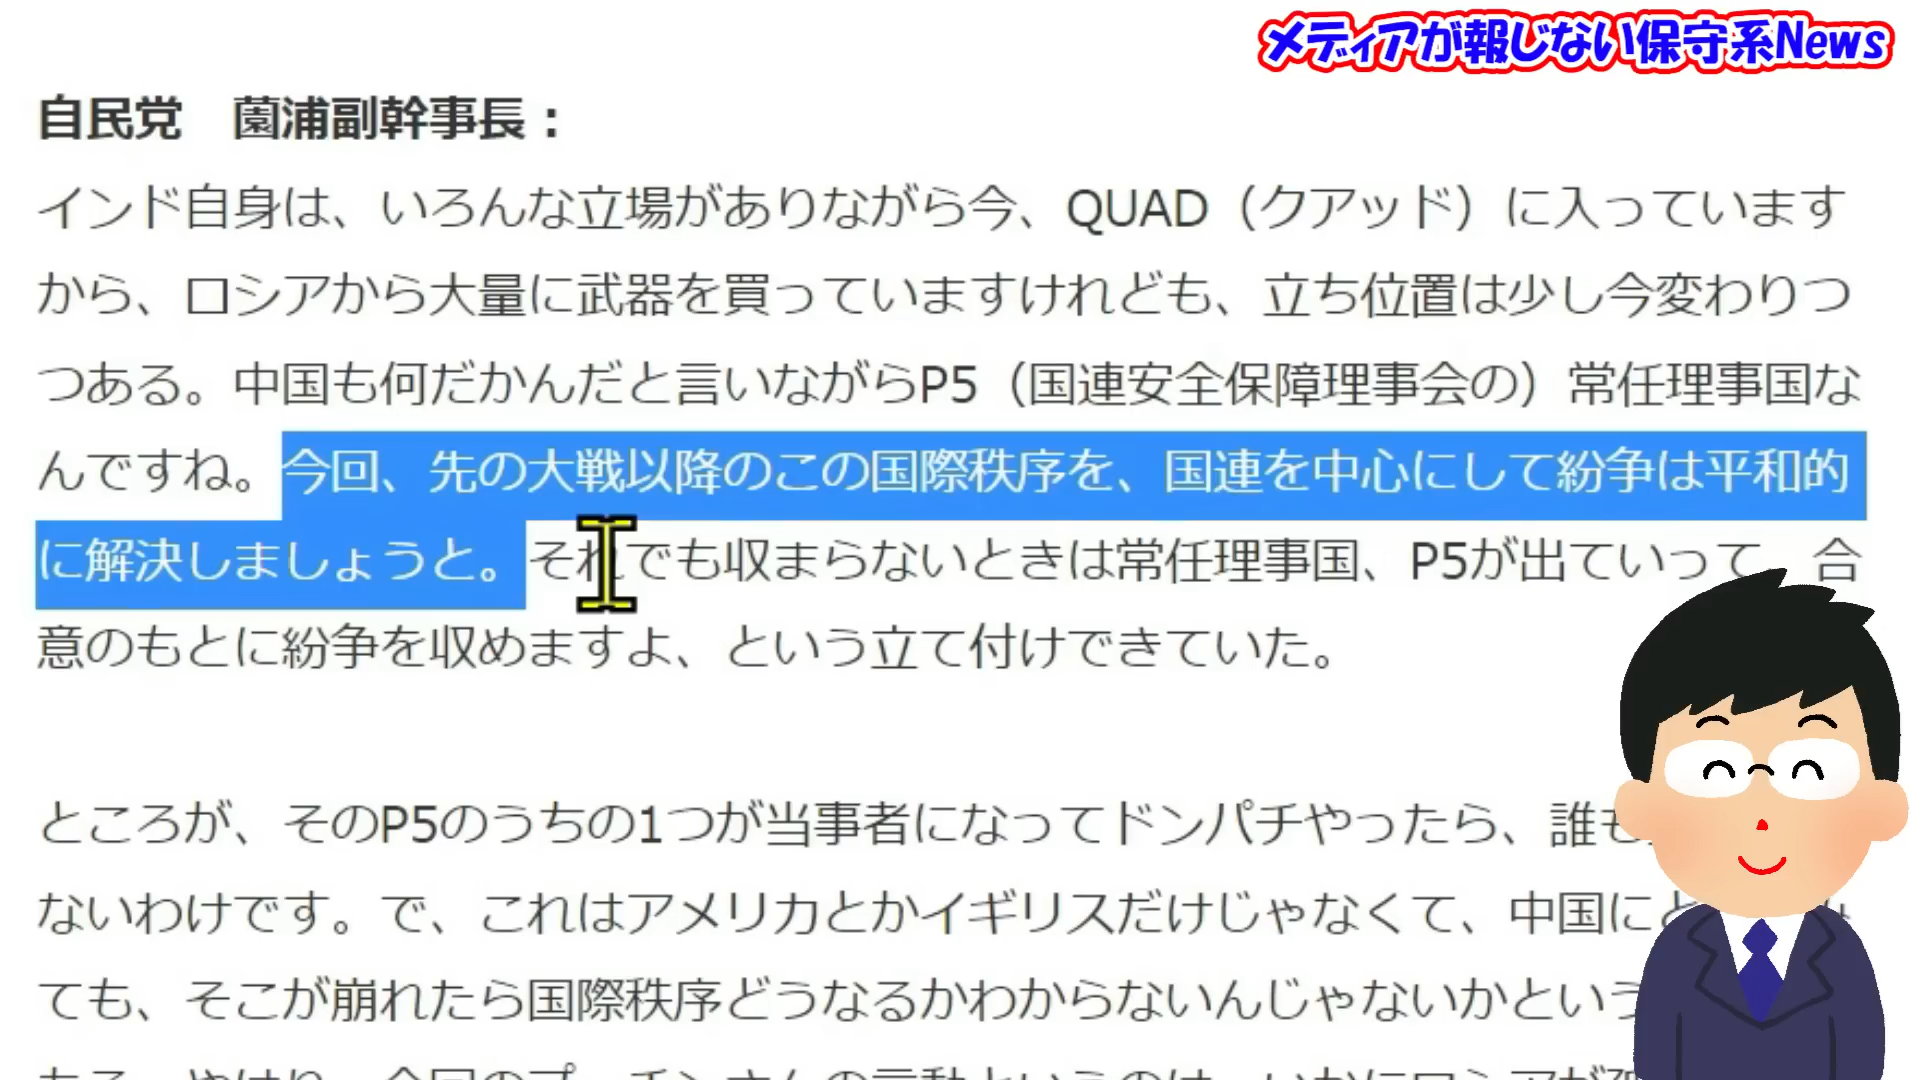 メディアが報じない保守系News
自民党　薗浦副幹事長：
インド自身は、いろんな立場がありながら今、QUAD（クアッド）に入っています
から、ロシアから大量に武器を買っていますけれども、立ち位置は少し今変わりつ
つある。中国も何だかんだと言いながらP5（国連安全保障理事会の）常任理事国な
んですね。今回、先の大戦以降のこの国際秩序を、国連を中心にして紛争は平和的
に解決しましょうと。それでも収まらないときは常任理事国、P5が出ていって、合
意のもとに紛争を収めますよ、という立て付けできていた。
ところが、そのP5のうちの1つが当事者になってドンパチやったら、誰も
ないわけです。で、これはアメリカとかイギリスだけじゃなくて、中国にと
ても、そこが崩れたら国際秩序どうなるかわからないんじゃないかという